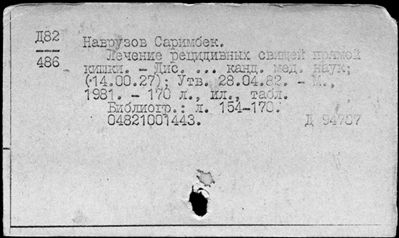 Д82
486
Наврузов Саримбек.
Лечение рецидивных свищей прямой
кишки. - Дис. ... канд. мед. наук;
(14.00.27); Утв. 28.04.82. - М.,
1981. - 170 л., ил., табл.
Библиогр.: л. 154-170.
04821001443.
Д 94707